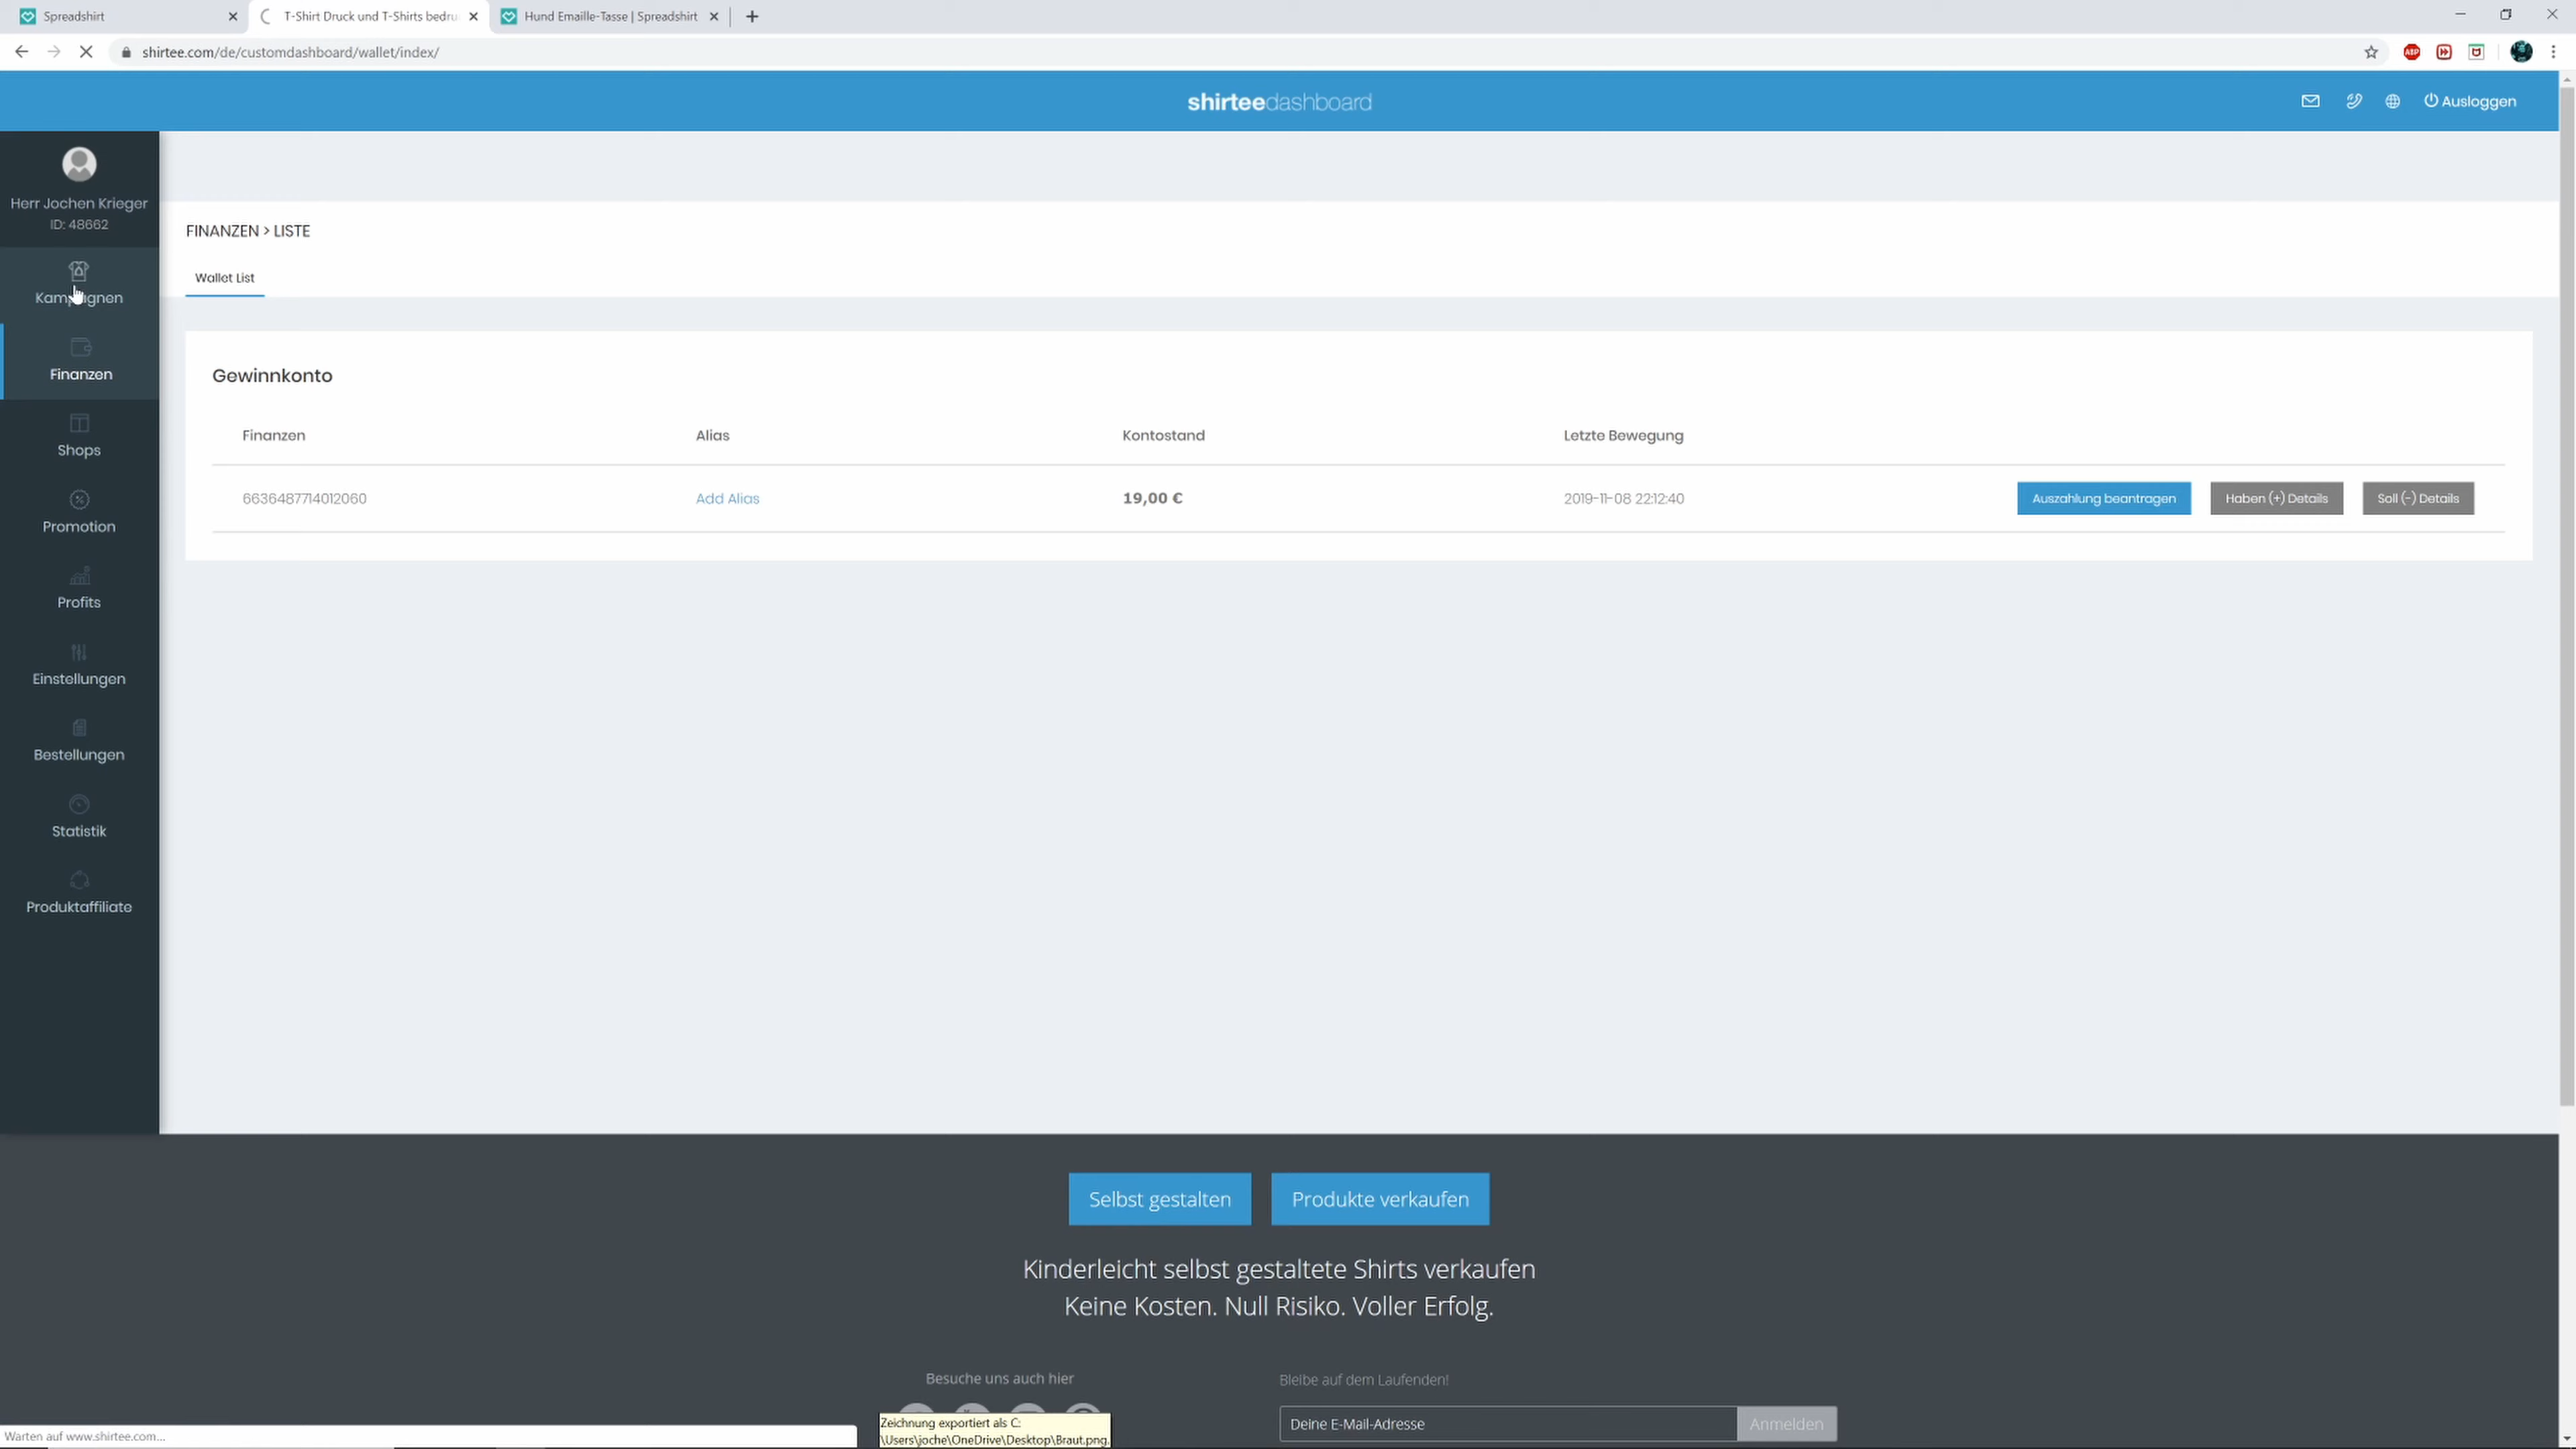 Spreadshirt
T-Shirt Druck und T-Shirts bedru
Hund Emaille-Tasse | Spreadshirt
shirtee.com/de/customdashboard/wallet/index/
ABP
shirteedashboard
Ausloggen
Herr Jochen Krieger
ID: 48662
Kampagnen
Finanzen
Shops
Promotion
Profits
Einstellungen
Bestellungen
Statistik
Produktaffiliate
FINANZEN > LISTE
Wallet List
Gewinnkonto
Finanzen Alias Kontostand Letzte Bewegung
6636487714012060 Add Alias 19,00 € 2019-11-08 22:12:40 Auszahlung beantragen Haben (+) Details Soll (-) Details
Selbst gestalten Produkte verkaufen
Kinderleicht selbst gestaltete Shirts verkaufen
Keine Kosten. Null Risiko. Voller Erfolg.
Besuche uns auch hier
Bleibe auf dem Laufenden!
Deine E-Mail-Adresse Anmelden
Zeichnung exportiert als C:
\Users\joche\OneDrive\Desktop\Braut.png.
Warten auf www.shirtee.com...